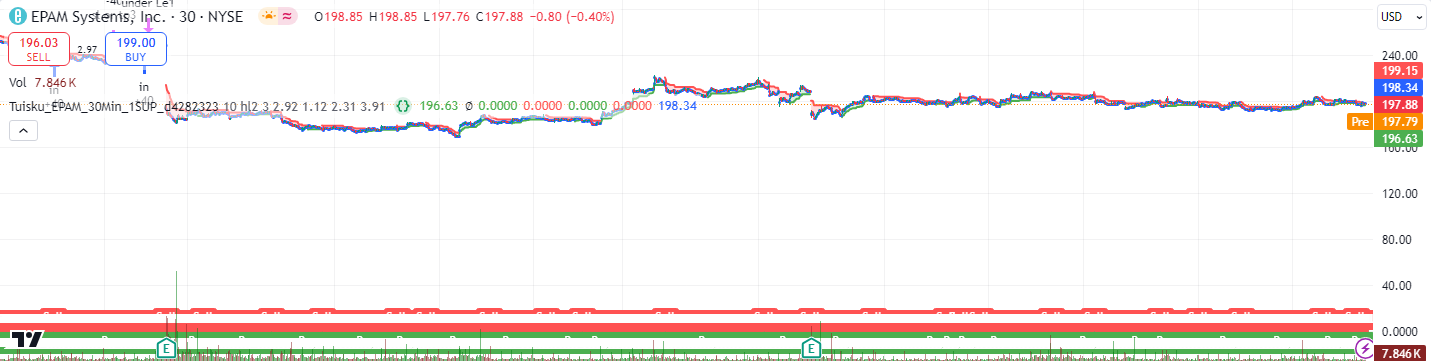 EPAM Systems, Inc. · 30 · NYSE
O198.85 H198.85 L197.76 C197.88 −0.80 (−0.40%)
USD
196.03
SELL
2.97
199.00
BUY
240.00
199.15
Vol 7.846 K
in
198.34
Tuisku_EPAM_30Min_1SUP_d4282323 10 hl2 3 2.92 1.12 2.31 3.91 {} 196.63 Ø 0.0000 0.0000 0.0000 0.0000 198.34
197.88
Pre 197.79
196.63
160.00
120.00
80.00
40.00
0.0000
E
E
7.846 K